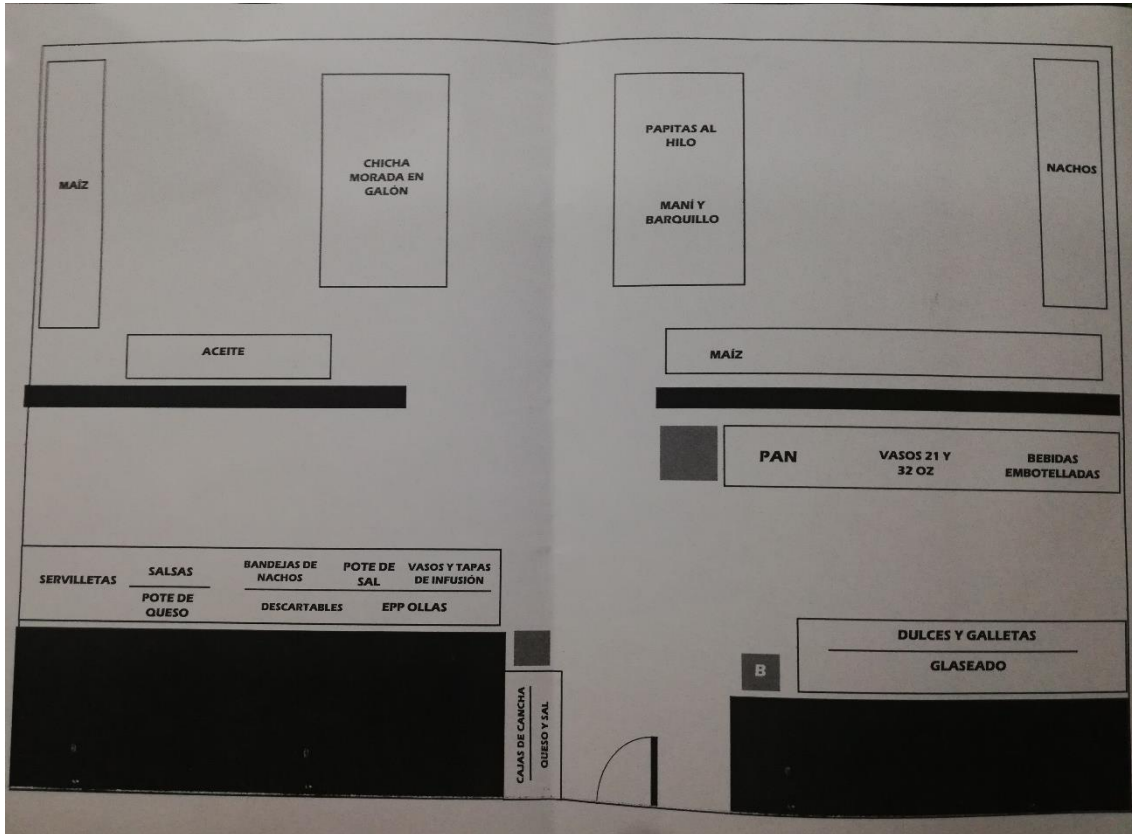 MAÍZ
CHICHA
MORADA EN
GALÓN
PAPITAS AL
HILO
MANÍ Y
BARQUILLO
NACHOS
ACEITE
MAÍZ
PAN
VASOS 21 Y
32 OZ
BEBIDAS
EMBOTELLADAS
SERVILLETAS
SALSAS
POTE DE
QUESO
BANDEJAS DE
NACHOS
POTE DE
SAL
VASOS Y TAPAS
DE INFUSIÓN
DESCARTABLES
EPP OLLAS
CAJAS DE CANCHA
QUESO Y SAL
B
DULCES Y GALLETAS
GLASEADO